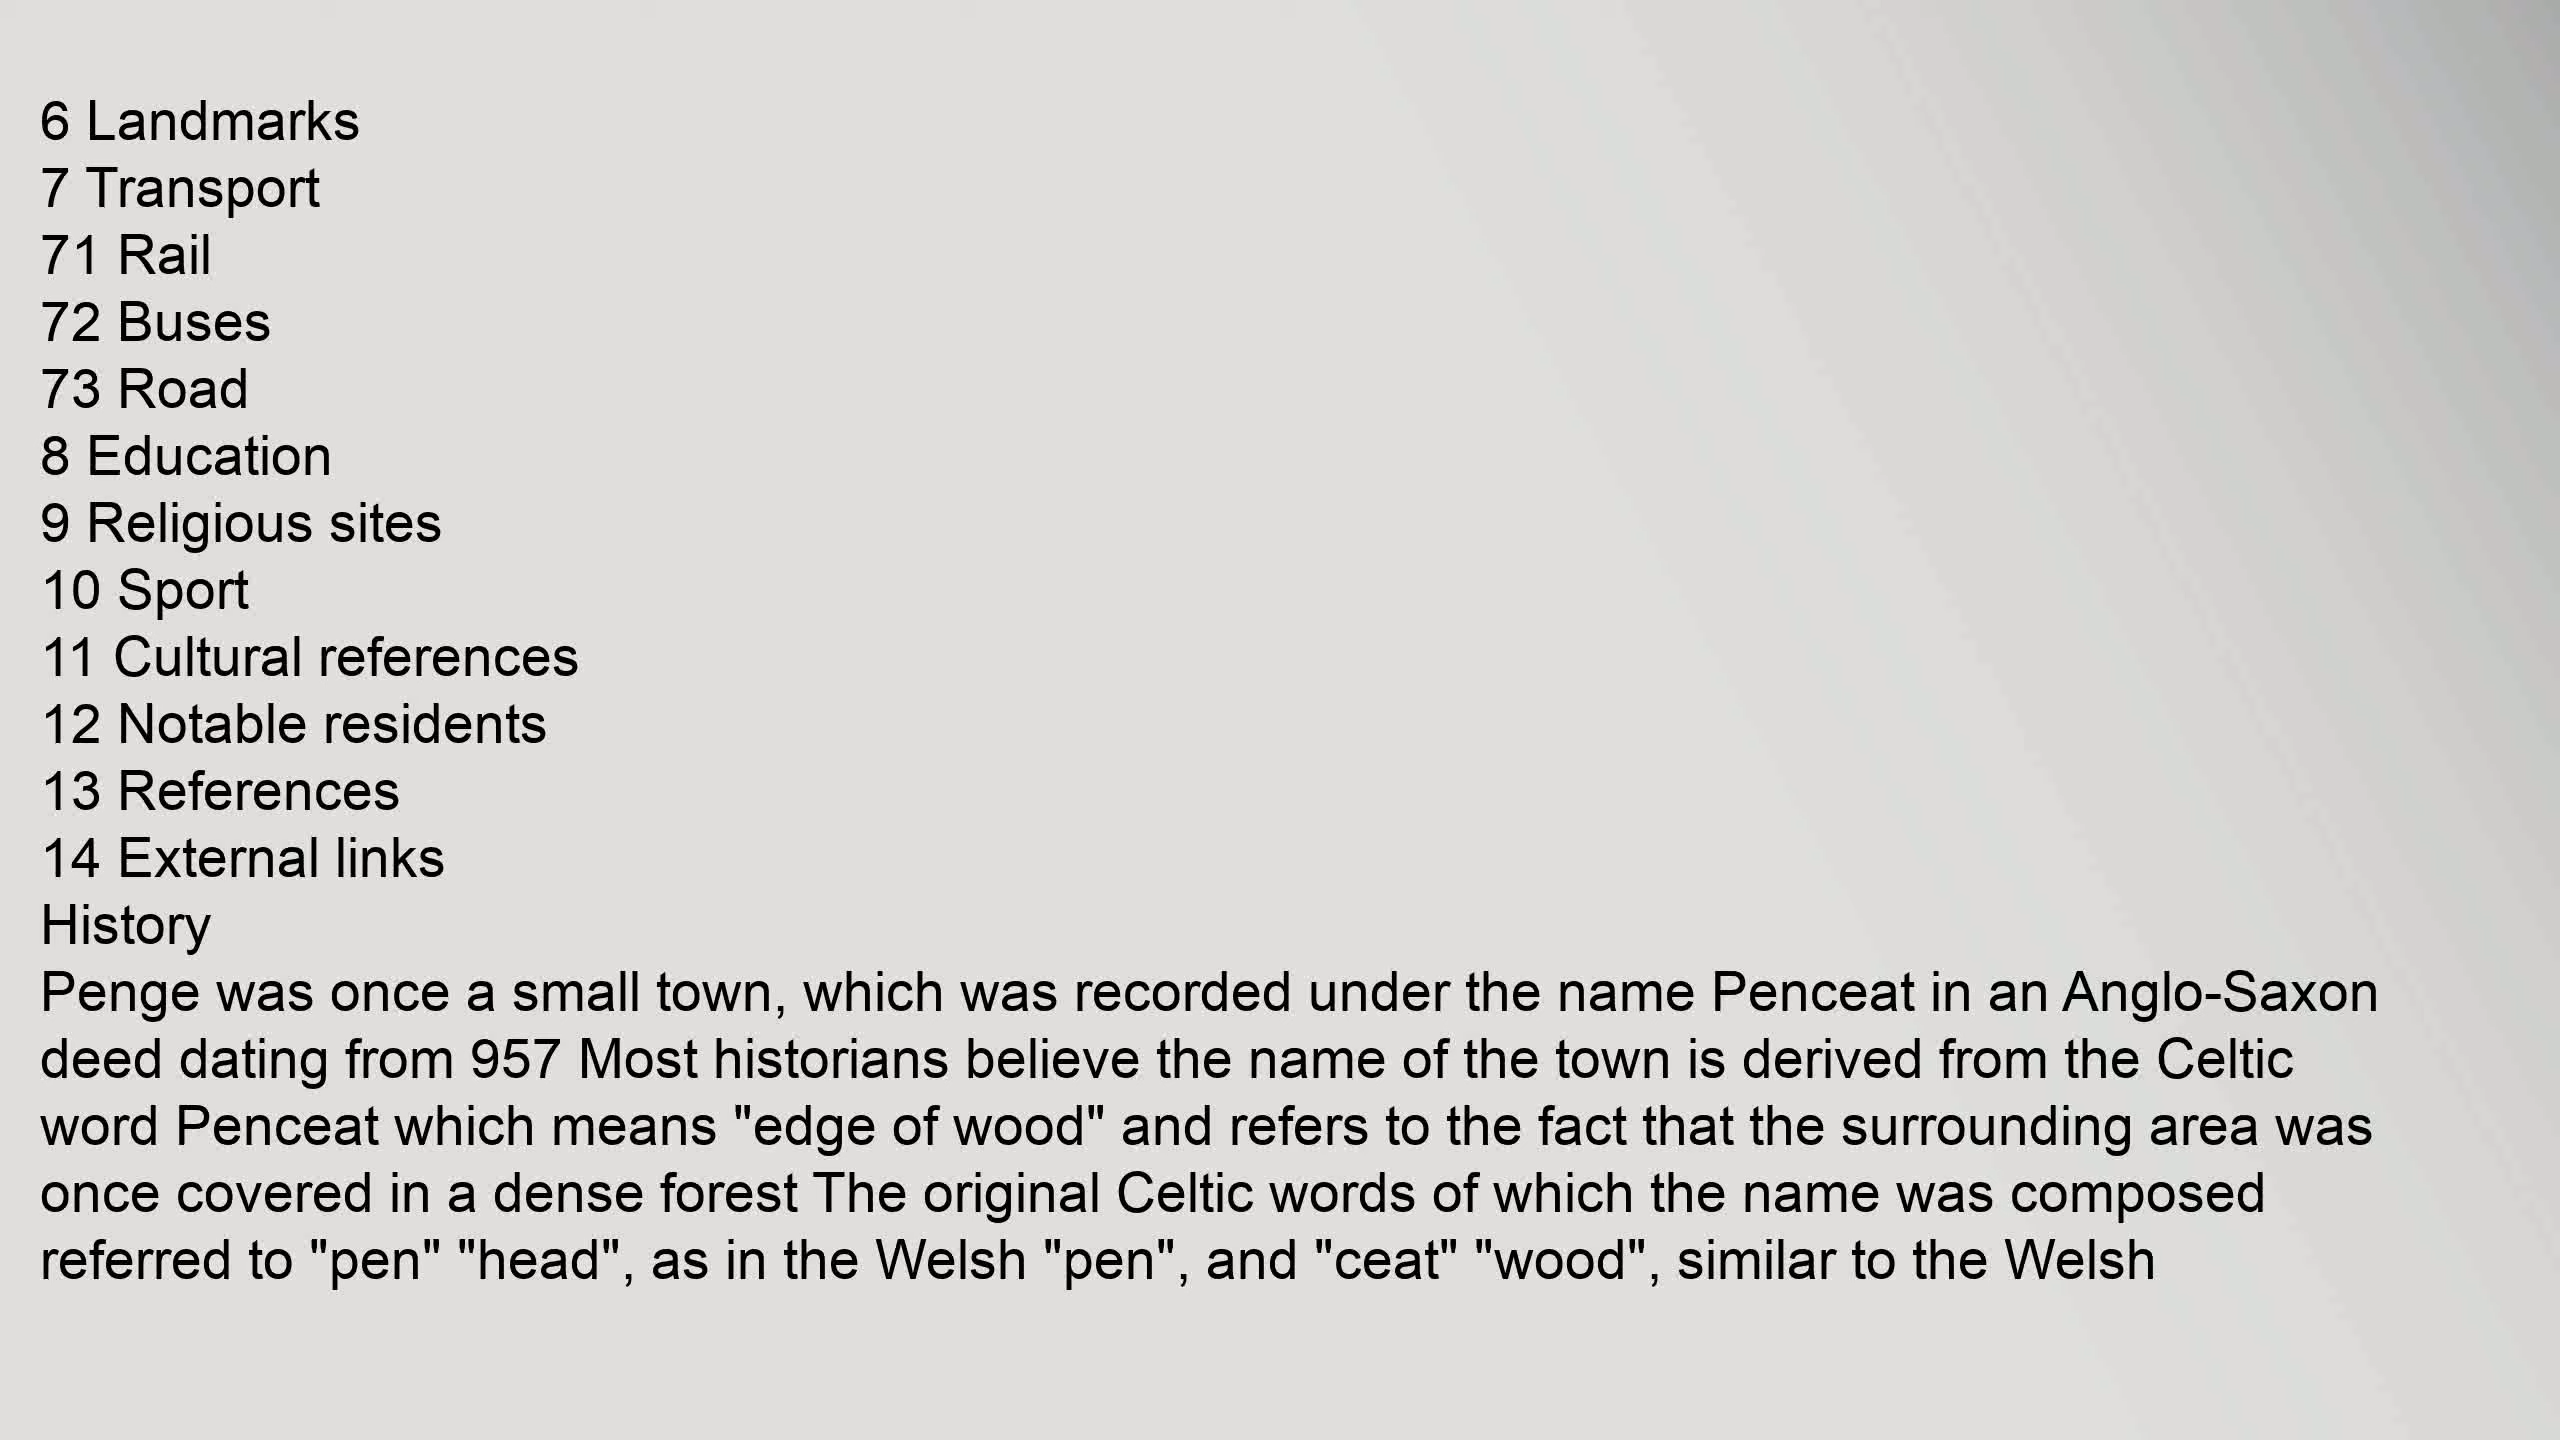 6 Landmarks
7 Transport
71 Rail
72 Buses
73 Road
8 Education
9 Religious sites
10 Sport
11 Cultural references
12 Notable residents
13 References
14 External links
History
Penge was once a small town, which was recorded under the name Penceat in an Anglo-Saxon
deed dating from 957 Most historians believe the name of the town is derived from the Celtic
word Penceat which means "edge of wood" and refers to the fact that the surrounding area was
once covered in a dense forest The original Celtic words of which the name was composed
referred to "pen" "head", as in the Welsh "pen", and "ceat" "wood", similar to the Welsh